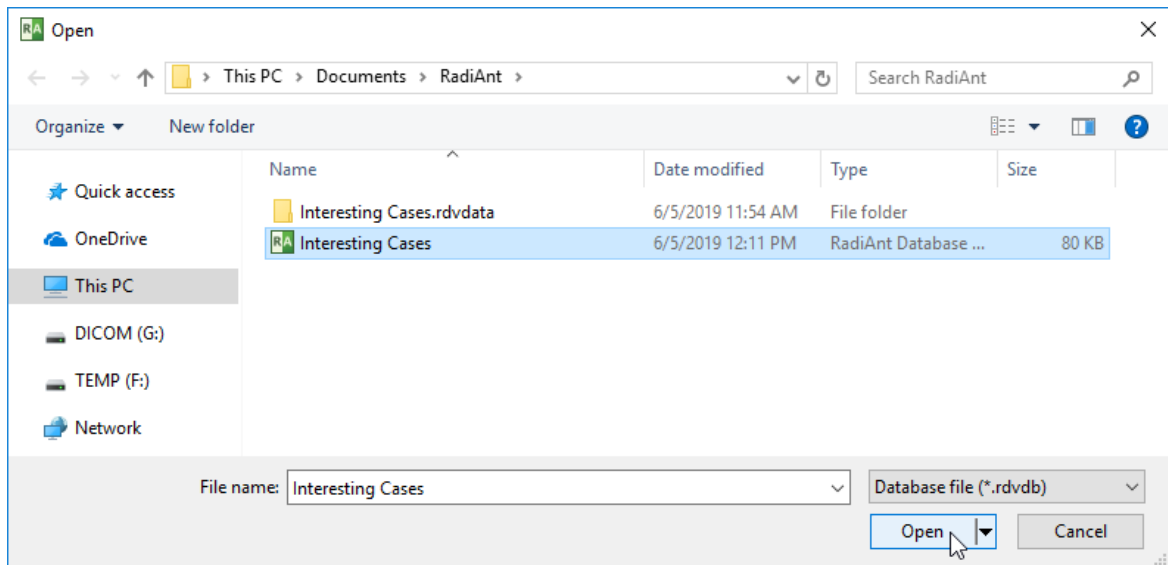 RA Open
This PC > Documents > RadiAnt >
Search RadiAnt
Organize
New folder
?
Name
Date modified
Type
Size
Quick access
OneDrive
This PC
DICOM (G:)
TEMP (F:)
Network
Interesting Cases.rdvdata 6/5/2019 11:54 AM File folder
RA Interesting Cases 6/5/2019 12:11 PM RadiAnt Database ... 80 KB
File name: Interesting Cases
Database file (*.rdvdb)
Open
Cancel